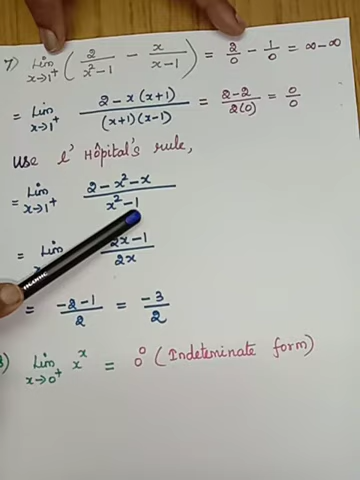 7) Lim x→1⁺ ( 2/(x²-1) - x/(x-1) ) = 2/0 - 1/0 = ∞-∞
= Lim x→1⁺ (2-x(x+1))/((x+1)(x-1)) = (2-2)/(2(0)) = 0/0
Use l' Hôpital's rule,
= Lim x→1⁺ (2-x²-x)/(x²-1)
= Lim 2x-1/2x
= (-2-1)/2 = -3/2
) Lim x→0⁺ xˣ = 0⁰ (Indeteminate form)